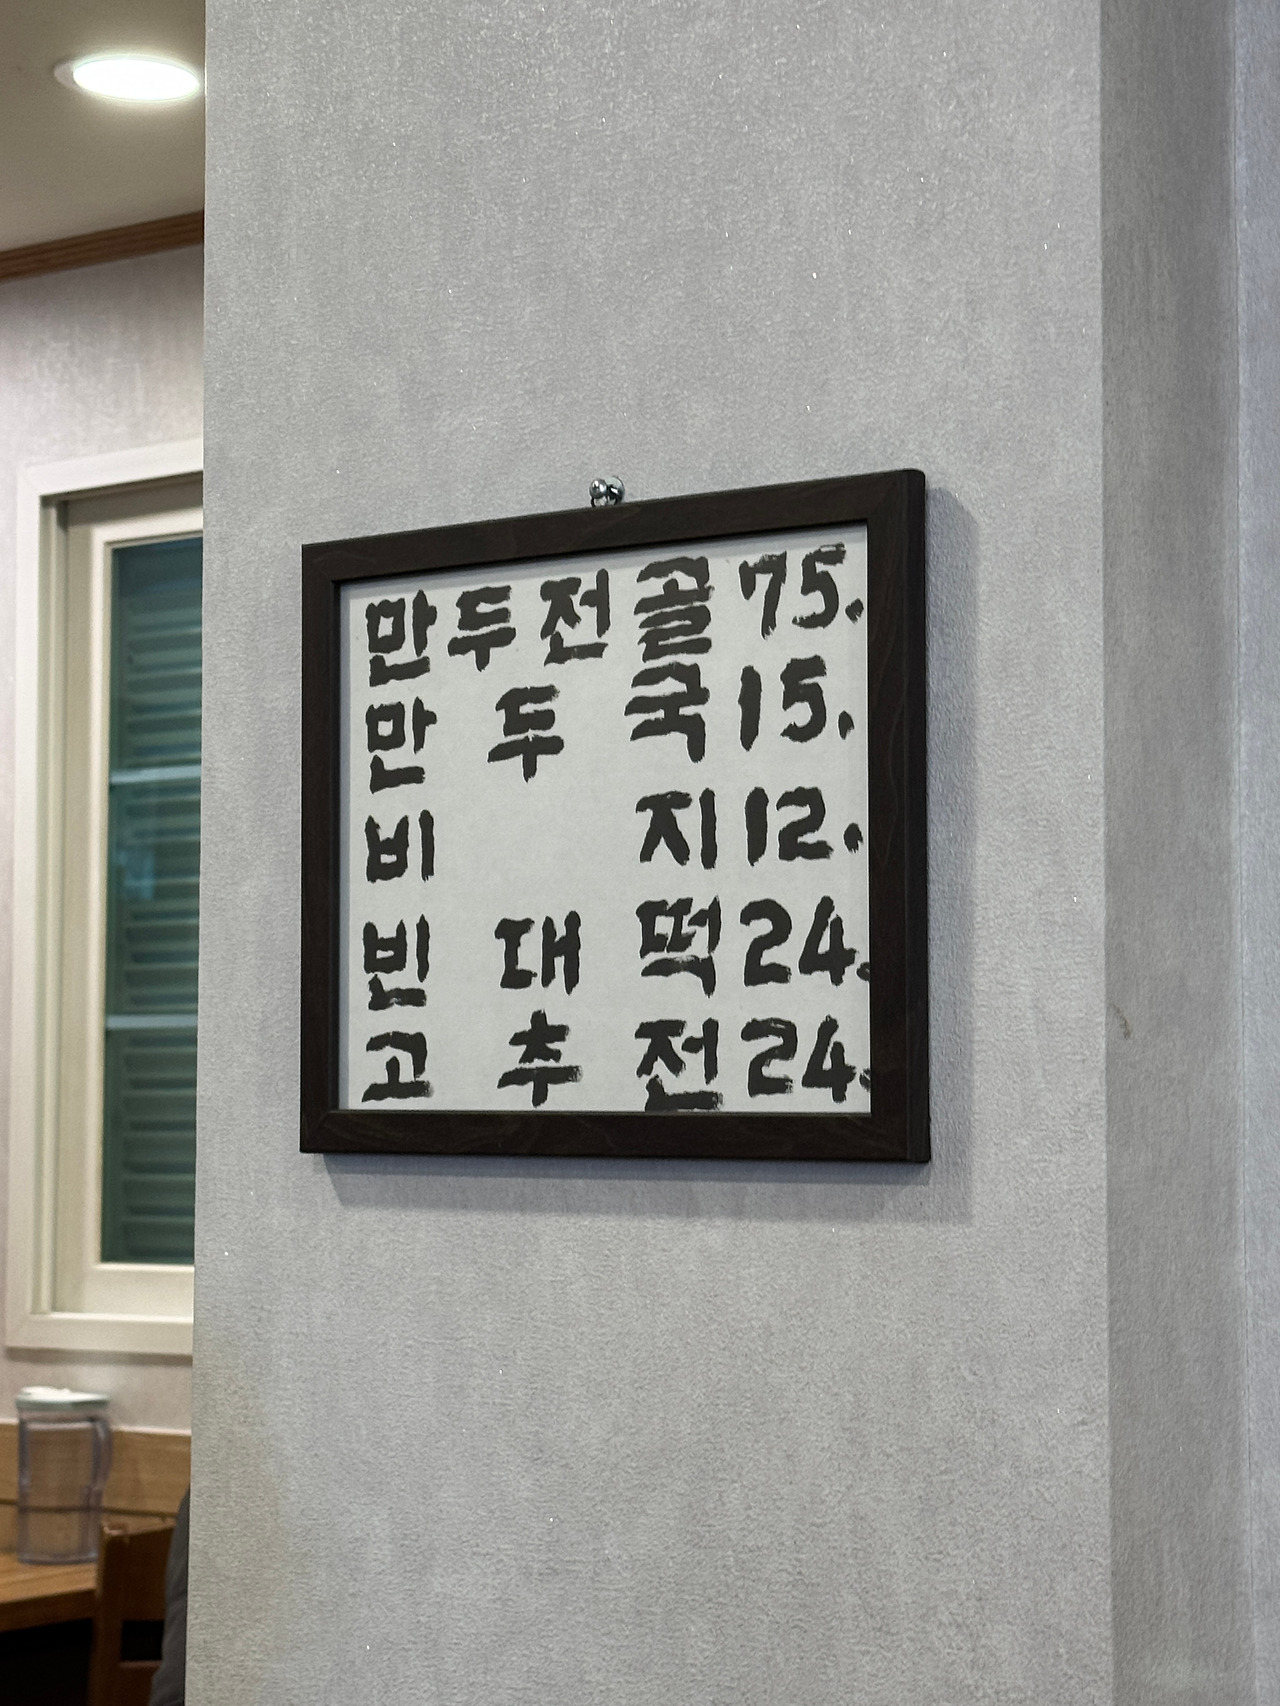 만두전골 75.
만두국 15.
비지 12.
빈대떡 24.
고추전 24.